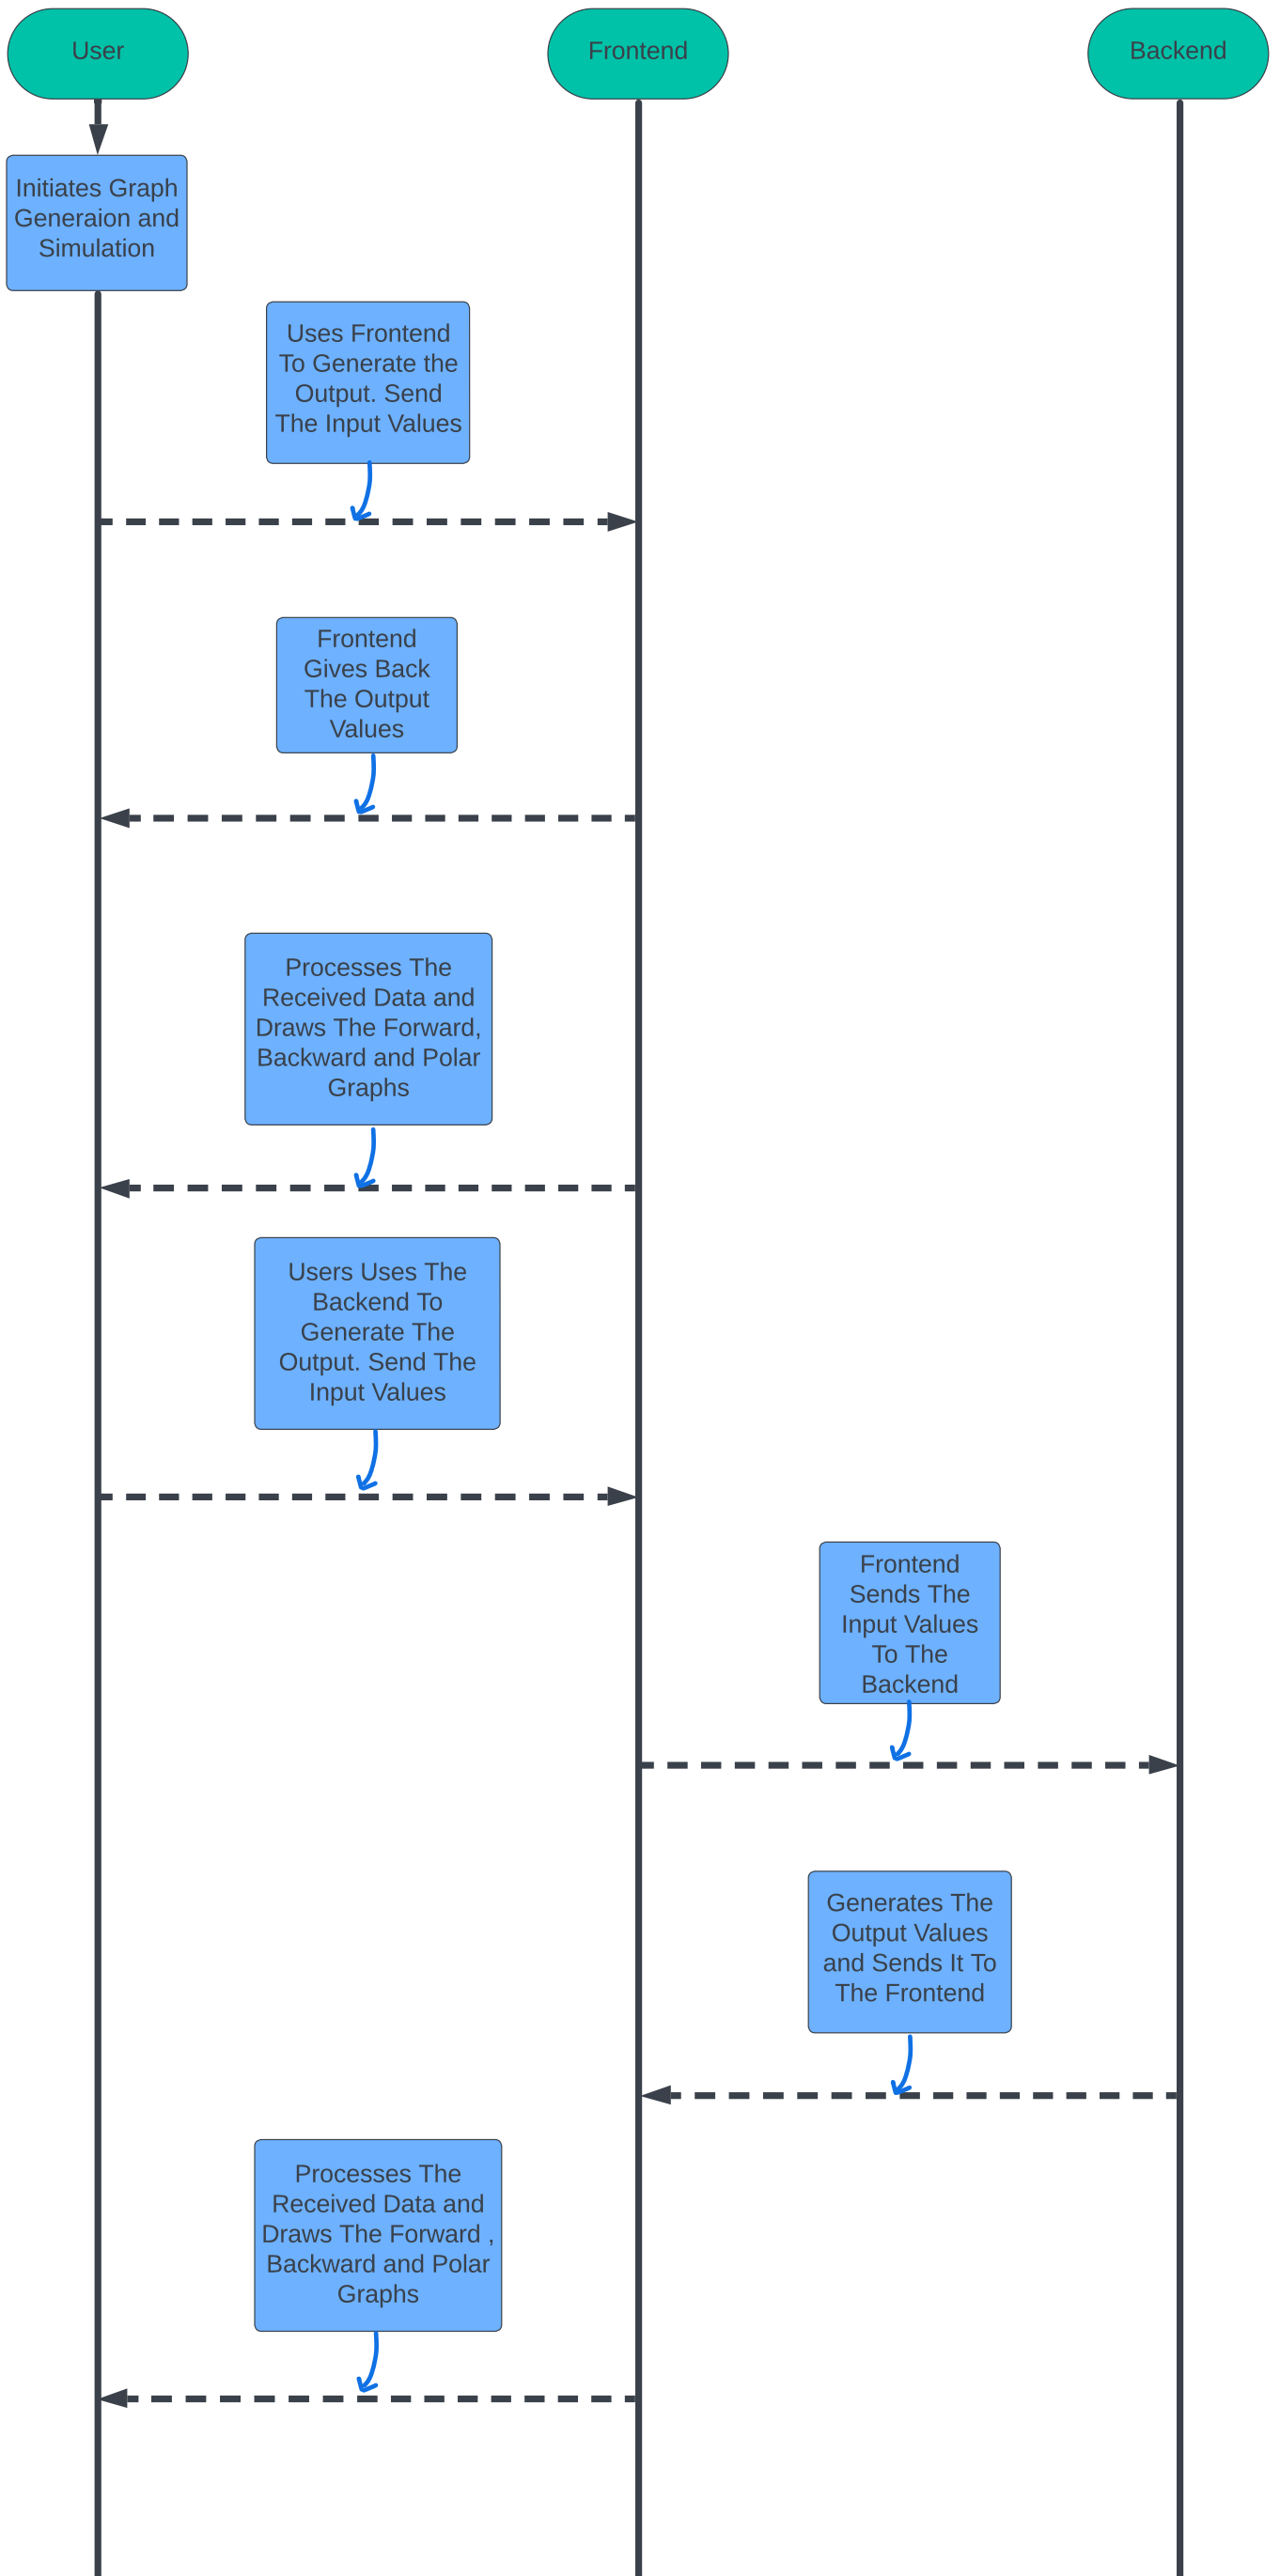 User
Frontend
Backend
Initiates Graph
Generaion and
Simulation
Uses Frontend
To Generate the
Output. Send
The Input Values
Frontend
Gives Back
The Output
Values
Processes The
Received Data and
Draws The Forward,
Backward and Polar
Graphs
Users Uses The
Backend To
Generate The
Output. Send The
Input Values
Frontend
Sends The
Input Values
To The
Backend
Generates The
Output Values
and Sends It To
The Frontend
Processes The
Received Data and
Draws The Forward ,
Backward and Polar
Graphs